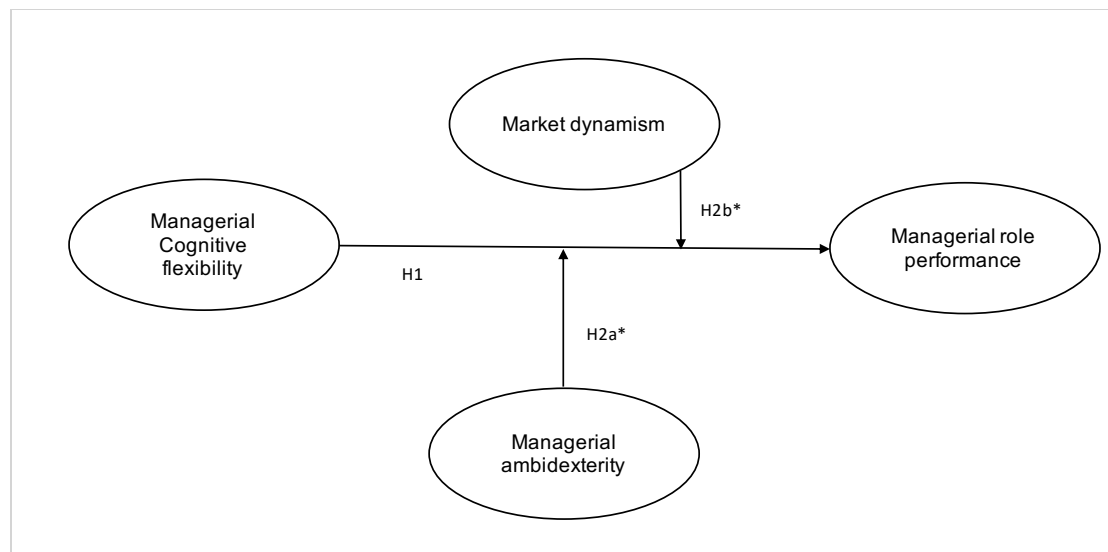 Market dynamism
H2b*
Managerial
Cognitive
flexibility
Managerial role
performance
H1
H2a*
Managerial
ambidexterity